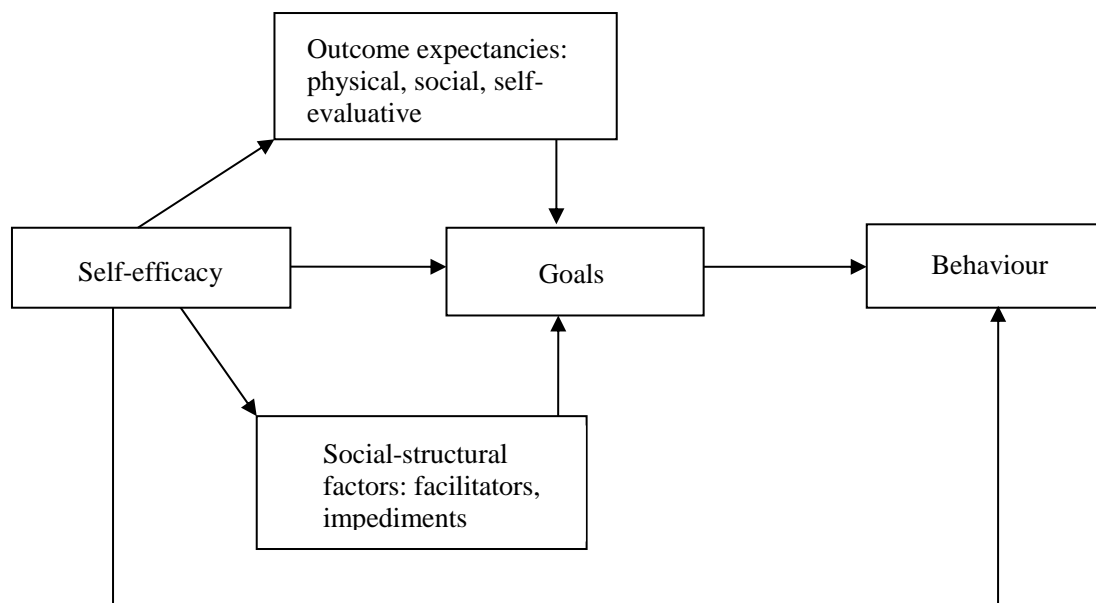 Outcome expectancies:
physical, social, self-
evaluative
Self-efficacy
Goals
Behaviour
Social-structural
factors: facilitators,
impediments